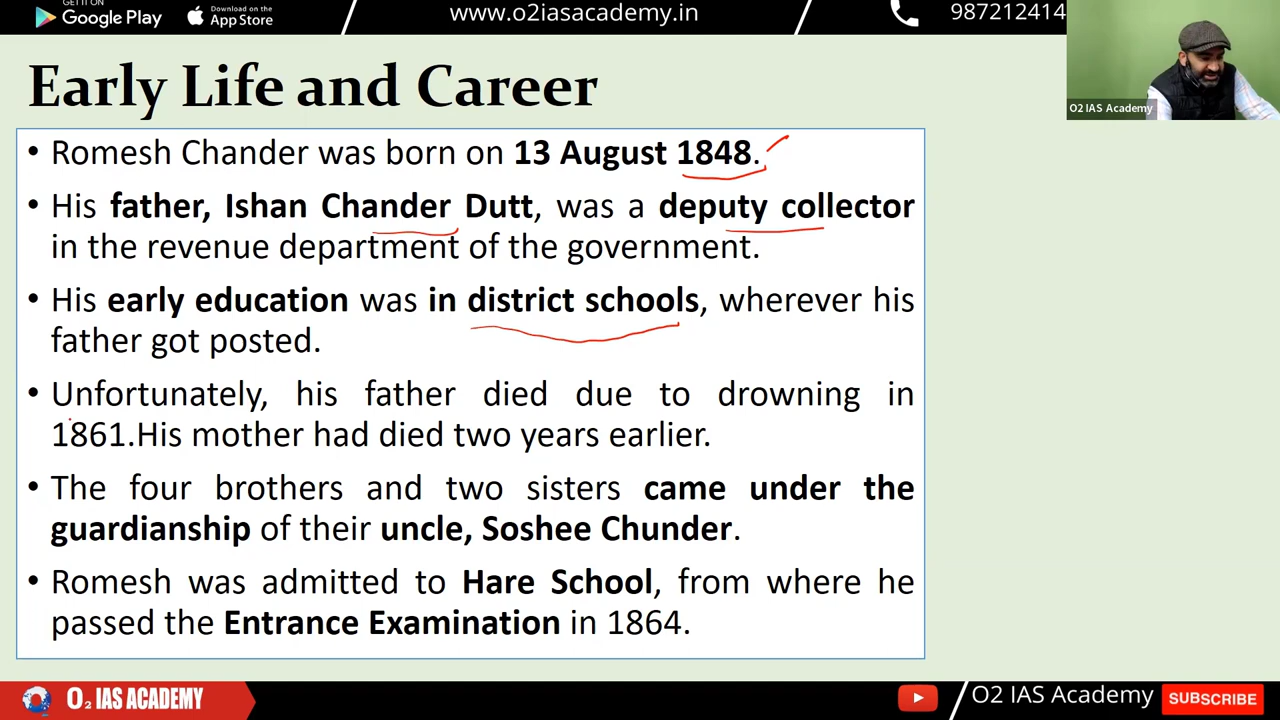 GET IT ON
Google Play
Download on the
App Store
www.o2iasacademy.in
987212414
Early Life and Career
O2 IAS Academy
• Romesh Chander was born on 13 August 1848.
• His father, Ishan Chander Dutt, was a deputy collector
in the revenue department of the government.
• His early education was in district schools, wherever his
father got posted.
• Unfortunately, his father died due to drowning in
1861.His mother had died two years earlier.
• The four brothers and two sisters came under the
guardianship of their uncle, Soshee Chunder.
• Romesh was admitted to Hare School, from where he
passed the Entrance Examination in 1864.
O2 IAS ACADEMY
O2 IAS Academy
SUBSCRIBE